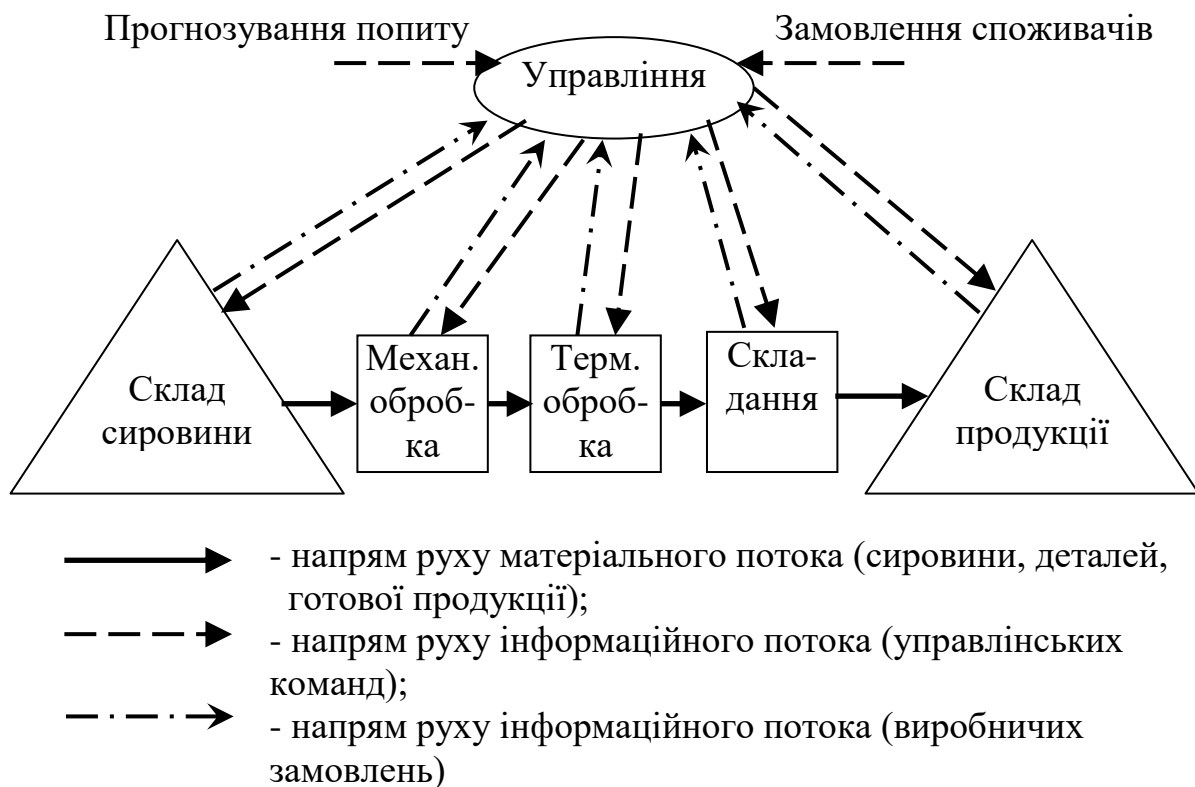 Прогнозування попиту
Замовлення споживачів
Управління
Склад
сировини
Механ.
оброб-
ка
Терм.
оброб-
ка
Скла-
дання
Склад
продукції
- напрям руху матеріального потока (сировини, деталей,
готової продукції);
- напрям руху інформаційного потока (управлінських
команд);
- напрям руху інформаційного потока (виробничих
замовлень)